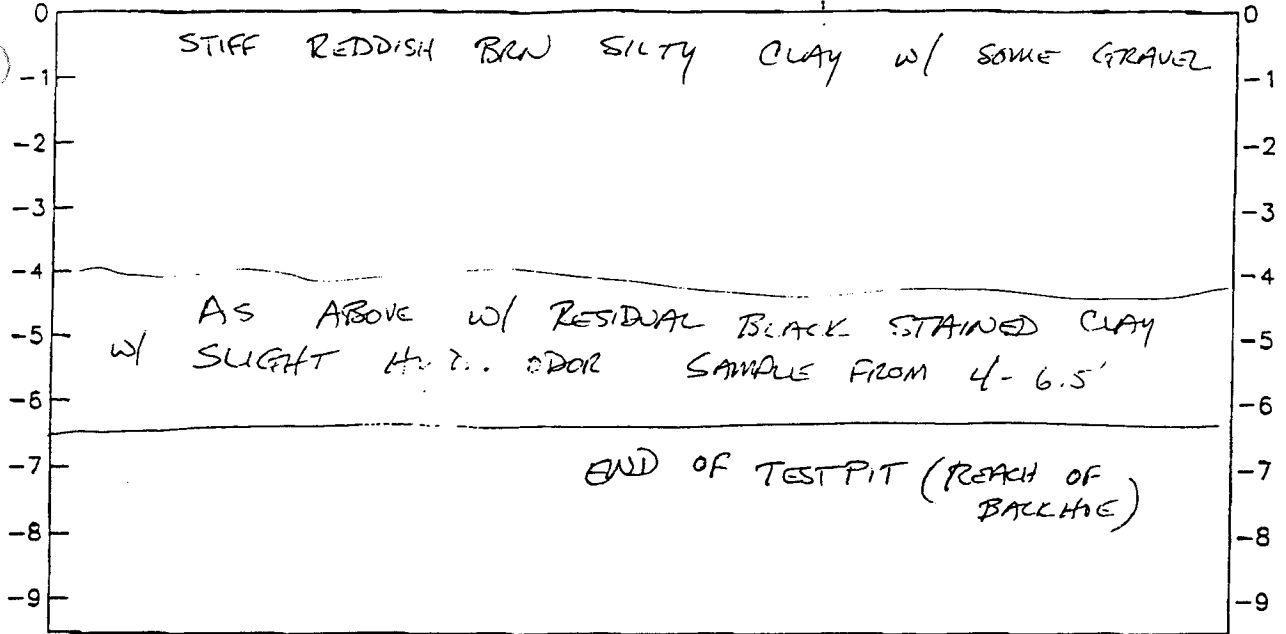 0 0
STIFF REDDISH BRN SILTY CLAY w/ SOME GRAVEL
-1 -1
-2 -2
-3 -3
-4 -4
AS ABOVE W/ RESIDUAL BLACK STAINED CLAY
-5 -5
w/ SLIGHT ODOR SAMPLE FROM 4-6.5'
-6 -6
END OF TESTPIT (REACH OF
-7 -7
BACKHOE)
-8 -8
-9 -9